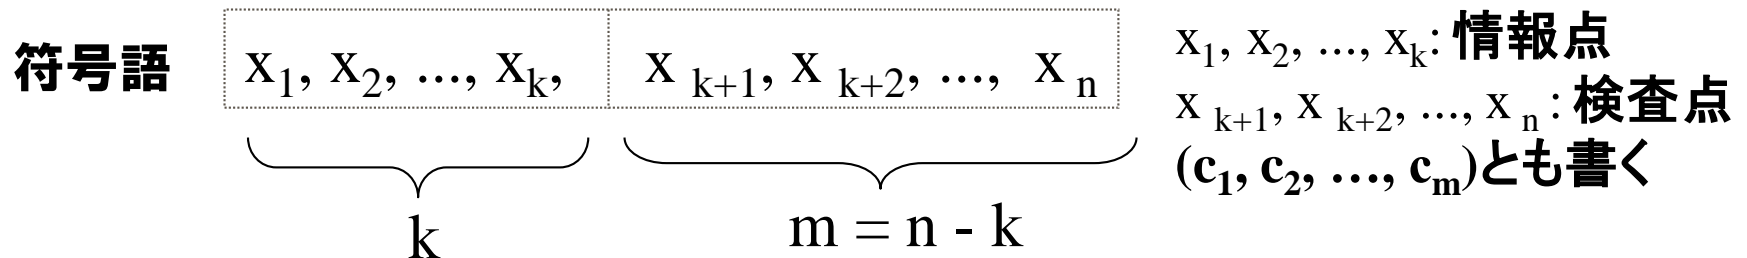 符号語
x₁, x₂, ..., xₖ, x ₖ₊₁, x ₖ₊₂, ..., x ₙ
k
m = n - k
x₁, x₂, ..., xₖ: 情報点
x ₖ₊₁, x ₖ₊₂, ..., x ₙ : 検査点
(c₁, c₂, …, cₘ)とも書く